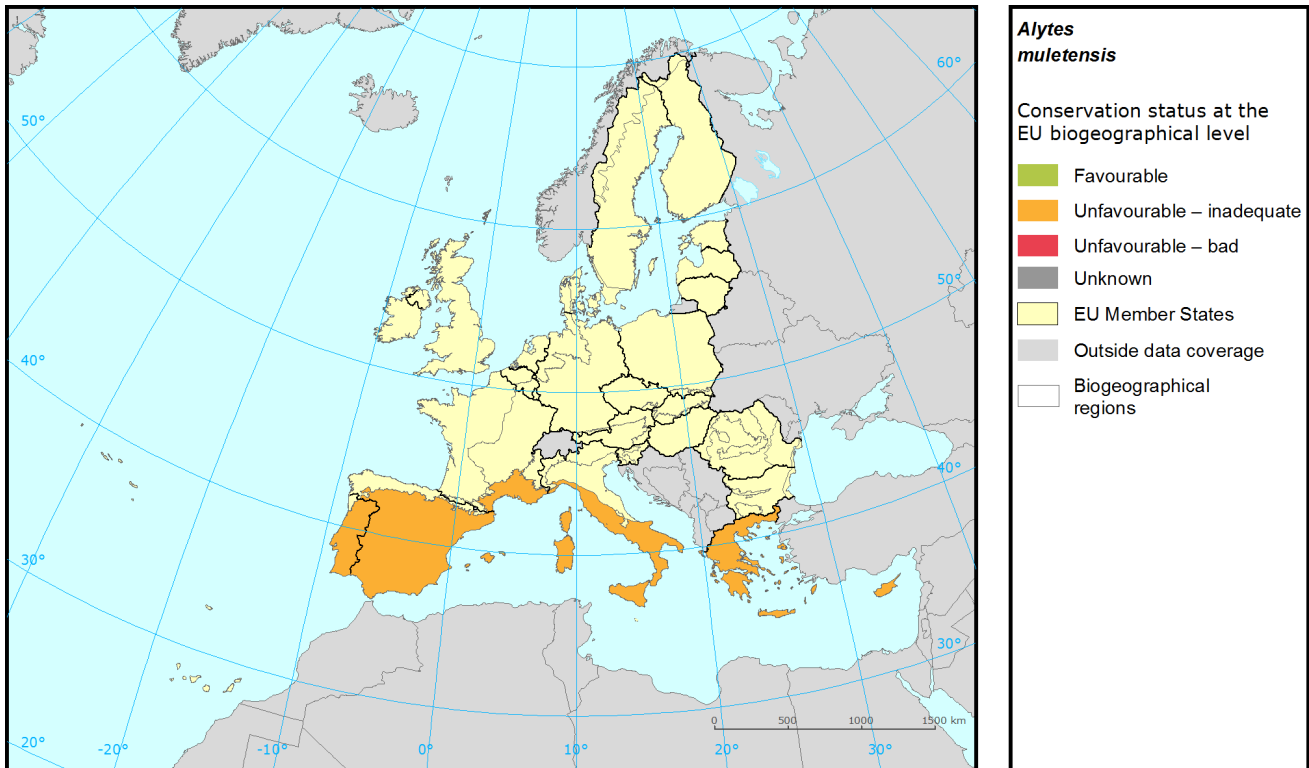 Alytes
muletensis
Conservation status at the
EU biogeographical level
Favourable
Unfavourable – inadequate
Unfavourable – bad
Unknown
EU Member States
Outside data coverage
Biogeographical
regions
60°
50°
50°
40°
40°
30°
30°
0 500 1000 1500 km
20° -20° -10° 0° 10° 20° 30°